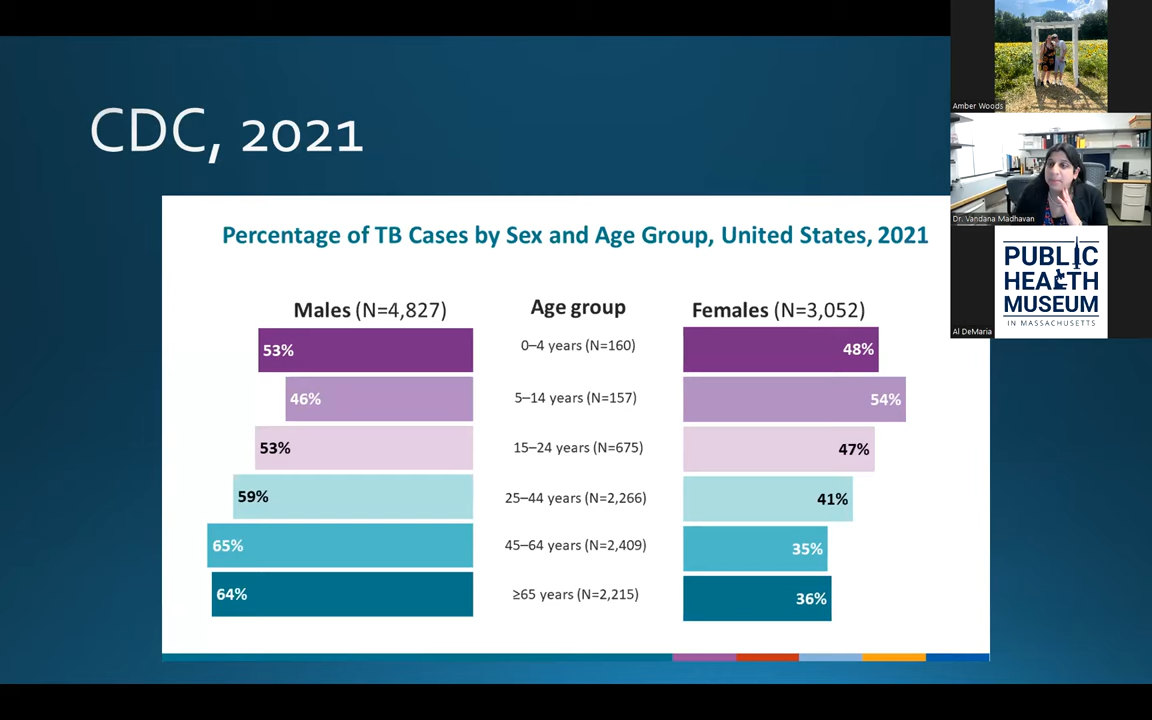 CDC, 2021
Percentage of TB Cases by Sex and Age Group, United States, 2021
Males (N=4,827) Age group Females (N=3,052)
53% 0–4 years (N=160) 48%
46% 5–14 years (N=157) 54%
53% 15–24 years (N=675) 47%
59% 25–44 years (N=2,266) 41%
65% 45–64 years (N=2,409) 35%
64% ≥65 years (N=2,215) 36%
Amber Woods
Dr. Vandana Madhavan
PUBLIC
HEALTH
MUSEUM
IN MASSACHUSETTS
Al DeMaria